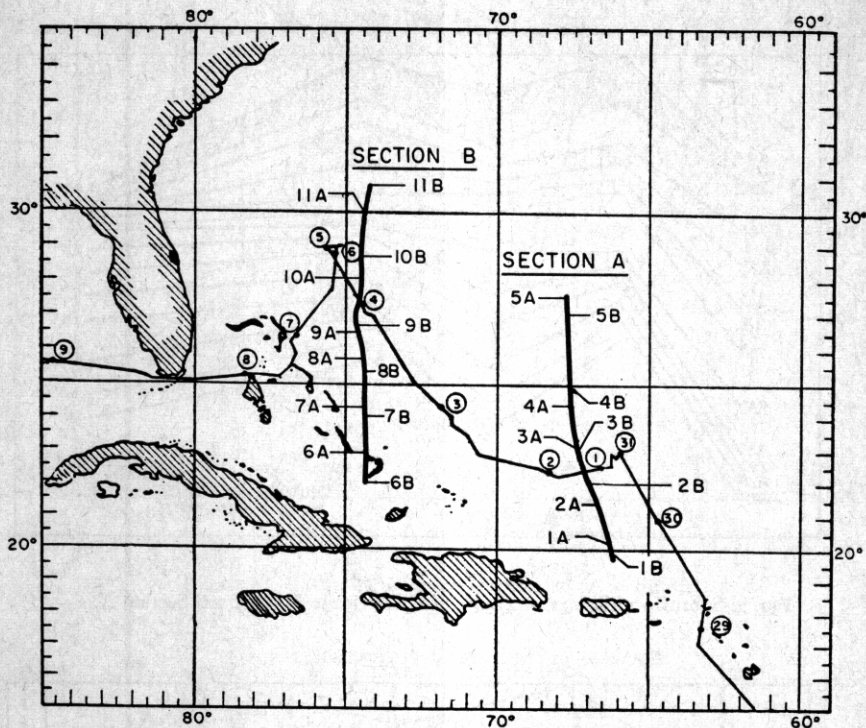 80° 70° 60°
SECTION B
11A 11B
30° 30°
5 6 10B
SECTION A
10A
5A
4
5B
7 9A 9B
9 8 8A
8B
3 4A 4B
7A 7B
3A 3B
31
6A 2 1
6B 2B
2A
30
1A
20° 20°
1B
29
80° 70° 60°